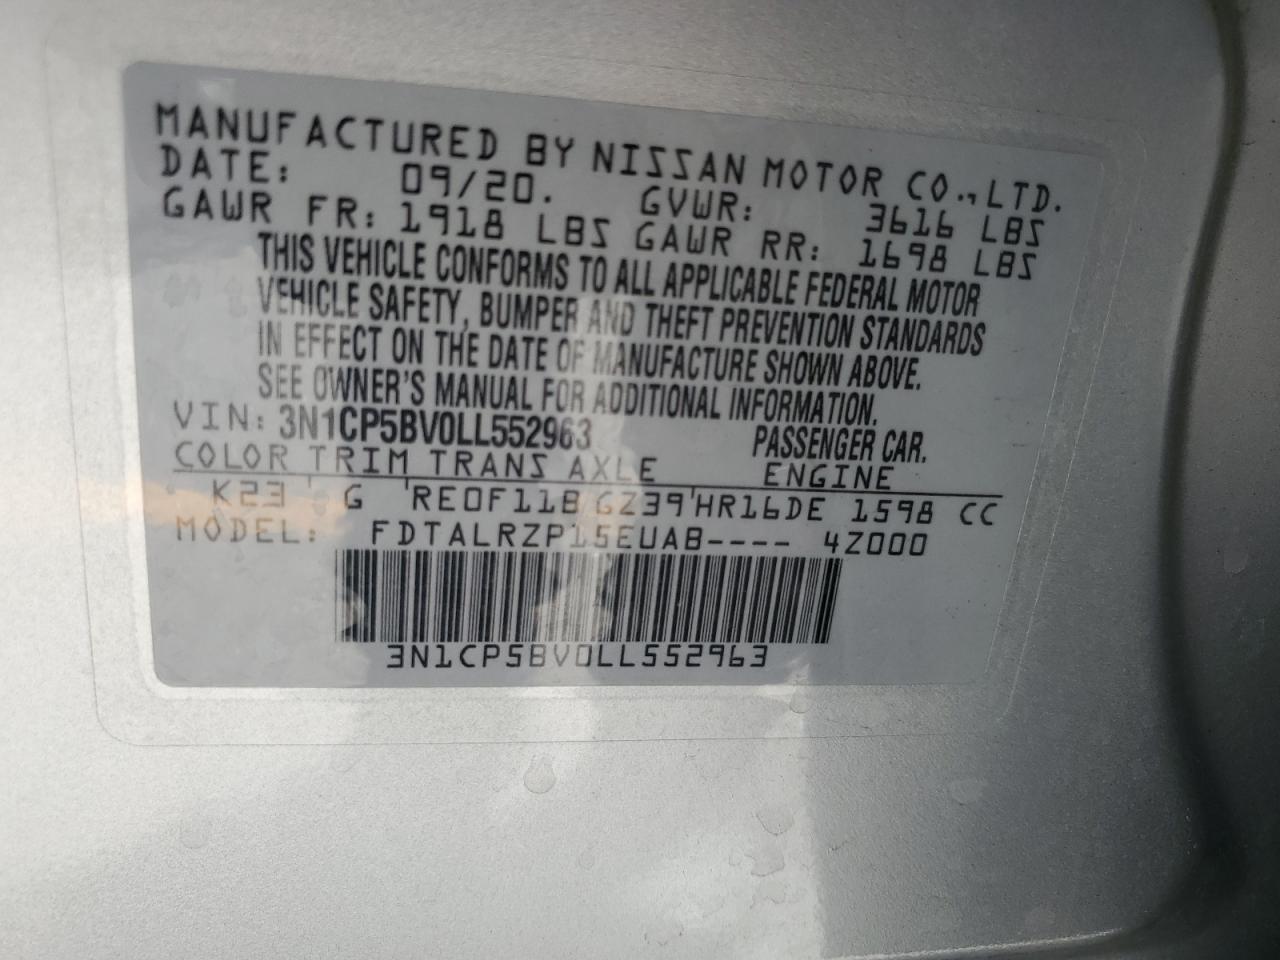 MANUFACTURED BY NISSAN MOTOR CO., LTD.
DATE: 09/20. GVWR: 3616 LBS
GAWR FR: 1918 LBS GAWR RR: 1698 LBS
THIS VEHICLE CONFORMS TO ALL APPLICABLE FEDERAL MOTOR
VEHICLE SAFETY, BUMPER AND THEFT PREVENTION STANDARDS
IN EFFECT ON THE DATE OF MANUFACTURE SHOWN ABOVE.
SEE OWNER'S MANUAL FOR ADDITIONAL INFORMATION.
VIN: 3N1CP5BV0LL552963 PASSENGER CAR.
COLOR TRIM TRANS AXLE ENGINE
K23 ' G 'RE0F11B'GZ39'HR16DE 1598 CC
MODEL: FDTALRZP15EUAB---- 4Z000
3N1CP5BV0LL552963